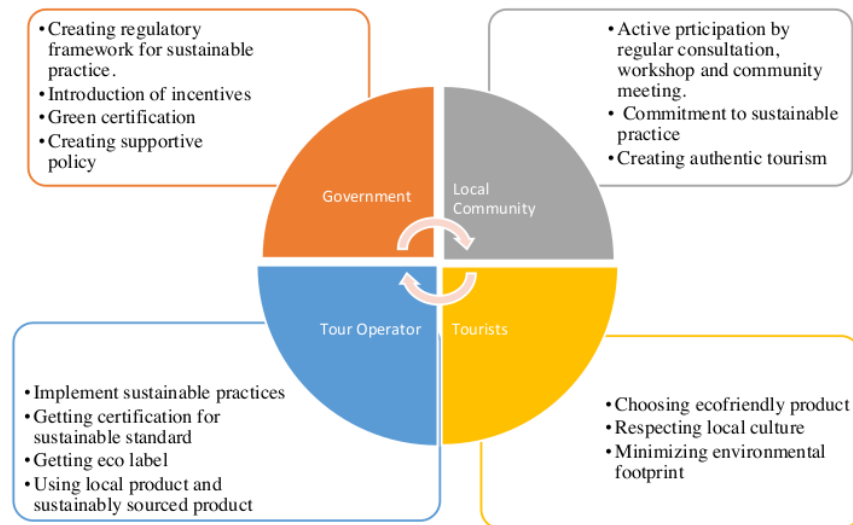 • Creating regulatory
framework for sustainable
practice.
• Introduction of incentives
• Green certification
• Creating supportive
policy
• Active prticipation by
regular consultation,
workshop and community
meeting.
• Commitment to sustainable
practice
• Creating authentic tourism
Government
Local
Community
Tour Operator
Tourists
• Implement sustainable practices
• Getting certification for
sustainable standard
• Getting eco label
• Using local product and
sustainably sourced product
• Choosing ecofriendly product
• Respecting local culture
• Minimizing environmental
footprint